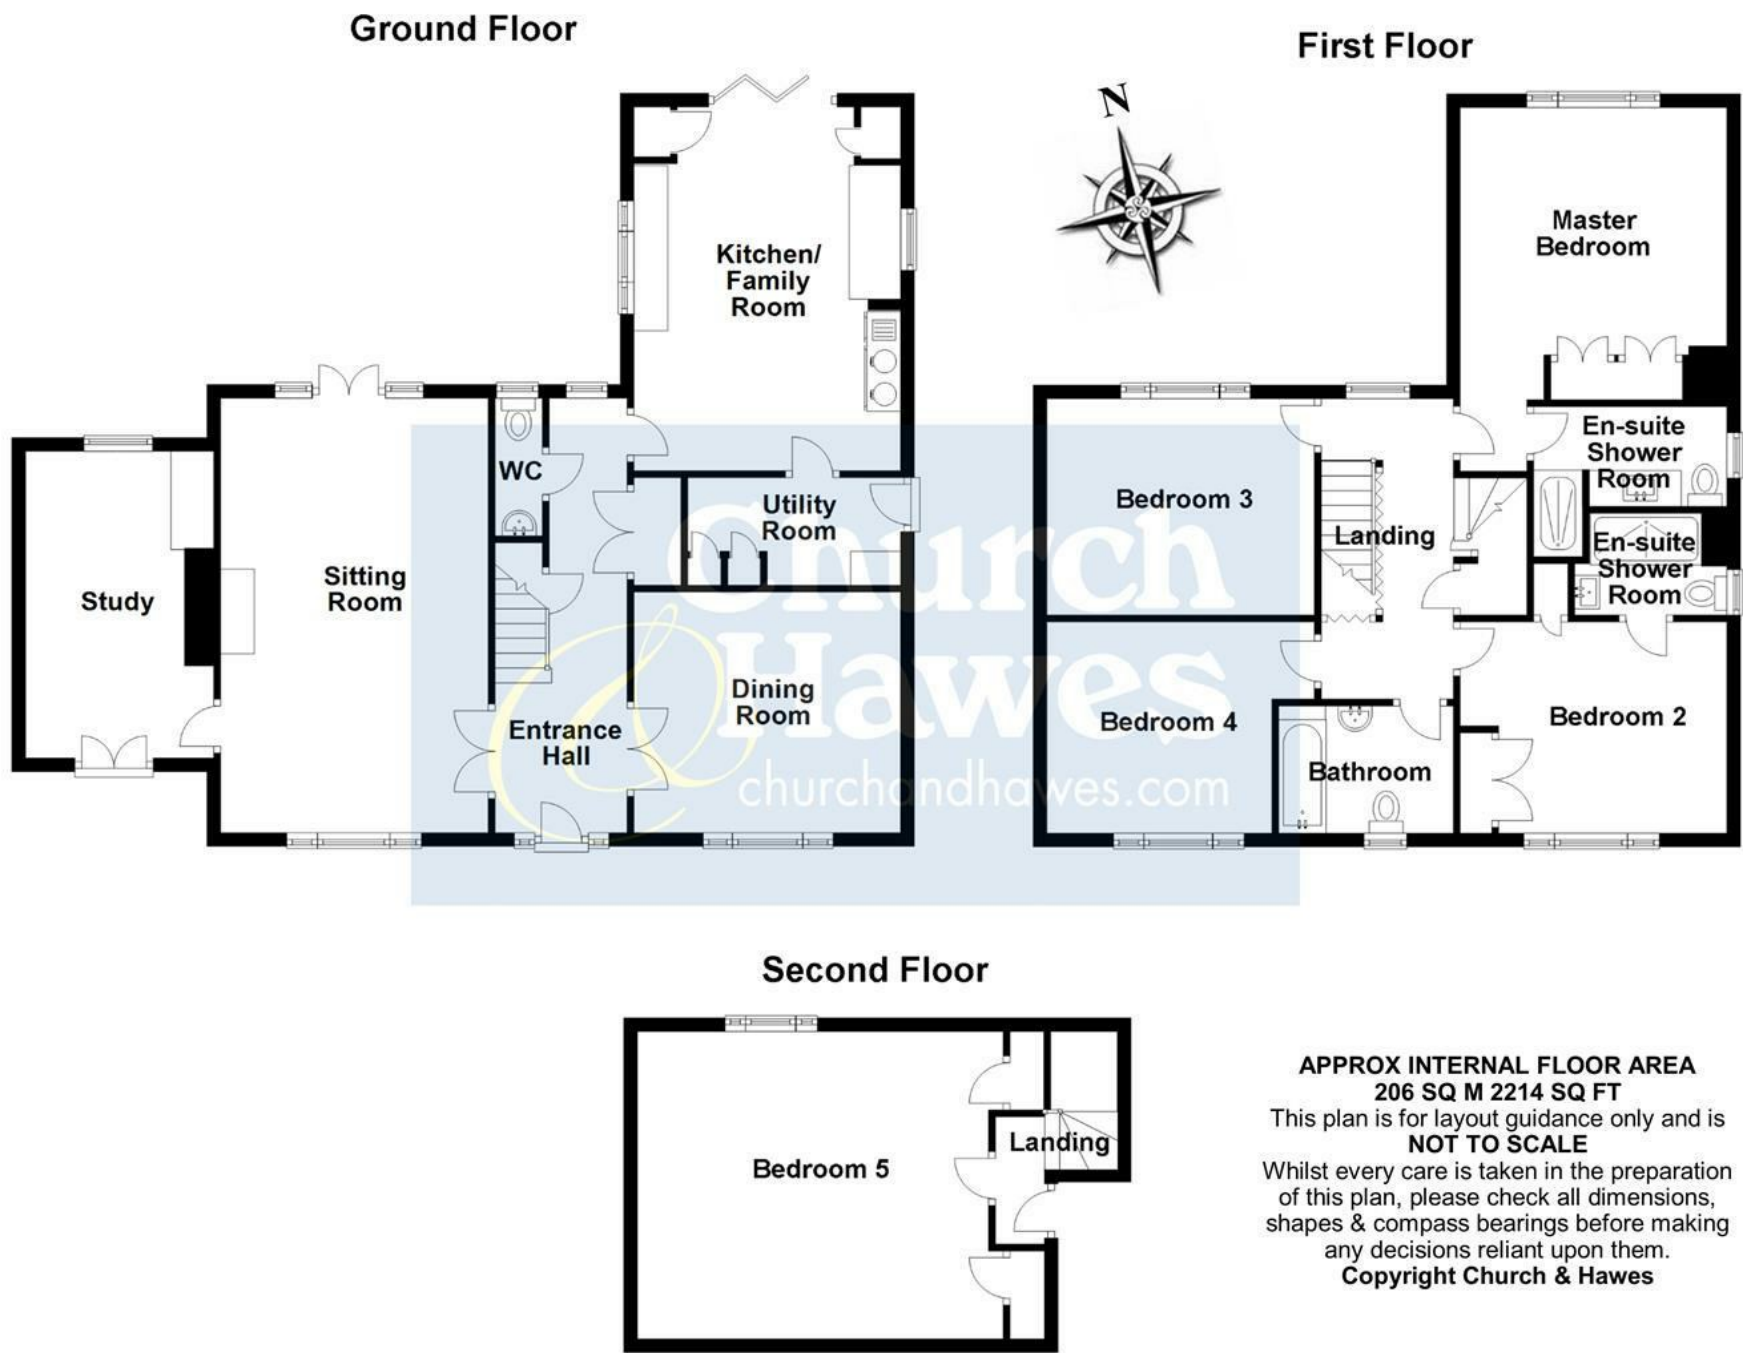 Ground Floor
First Floor
N
Kitchen/
Family
Room
Master
Bedroom
WC
Utility
Room
Sitting
Room
Study
Dining
Room
Entrance
Hall
Bedroom 3
Landing
En-suite
Shower
Room
En-suite
Shower
Room
Bedroom 4
Bathroom
Bedroom 2
Church
& Hawes
churchandhawes.com
Second Floor
Bedroom 5
Landing
APPROX INTERNAL FLOOR AREA
206 SQ M 2214 SQ FT
This plan is for layout guidance only and is
NOT TO SCALE
Whilst every care is taken in the preparation
of this plan, please check all dimensions,
shapes & compass bearings before making
any decisions reliant upon them.
Copyright Church & Hawes